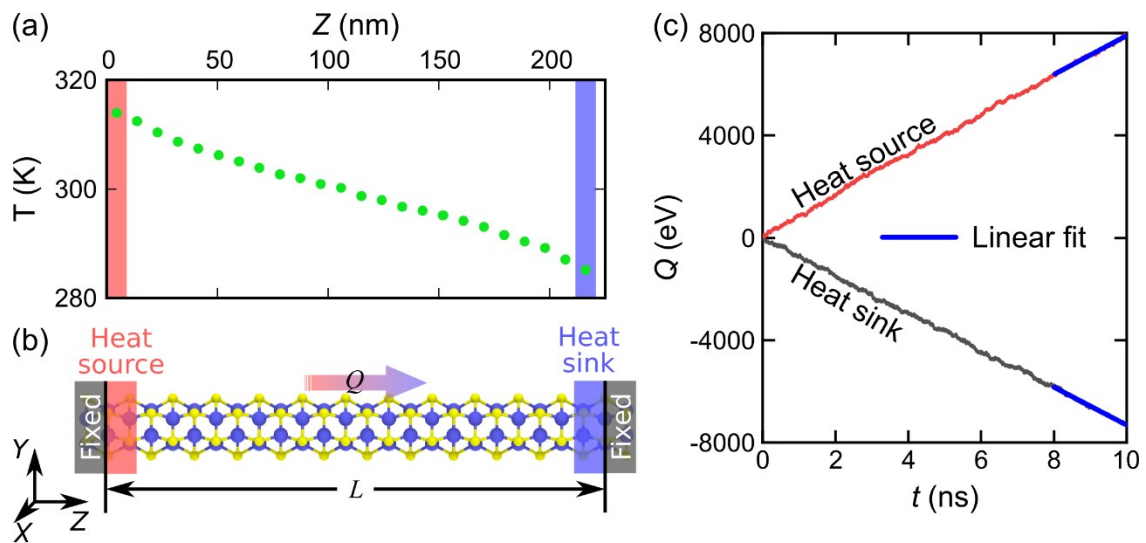 (a)
Z (nm)
0 50 100 150 200
320
300
280
T (K)
(b)
Heat
source
Heat
sink
Q
Fixed
Fixed
Y
X
Z
L
(c)
8000
4000
0
-4000
-8000
Q (eV)
Heat source
Linear fit
Heat sink
0 2 4 6 8 10
t (ns)